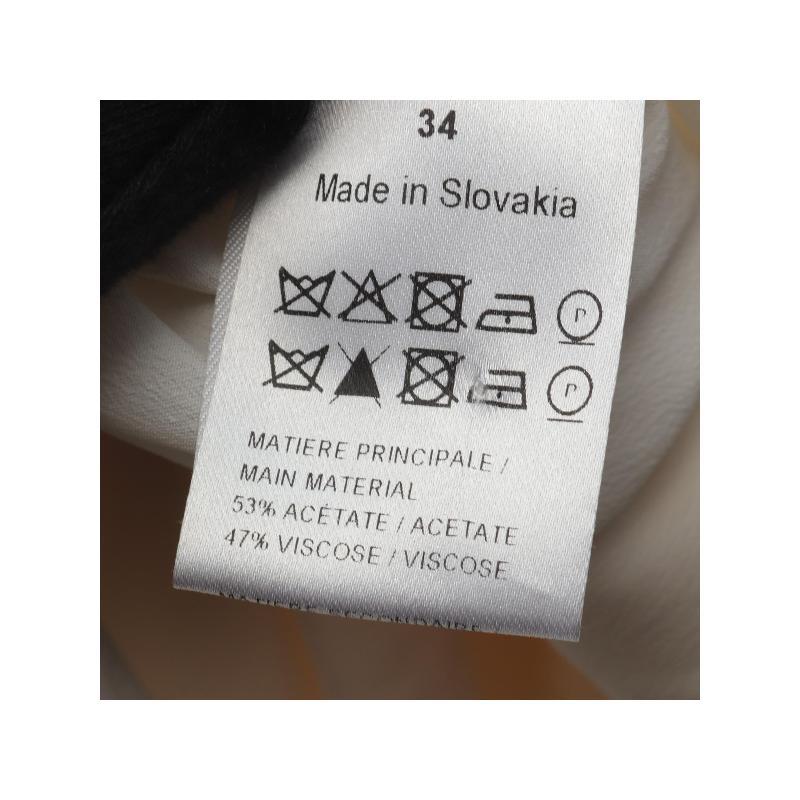 34
Made in Slovakia
P
P
MATIERE PRINCIPALE /
MAIN MATERIAL
53% ACÉTATE / ACETATE
47% VISCOSE / VISCOSE